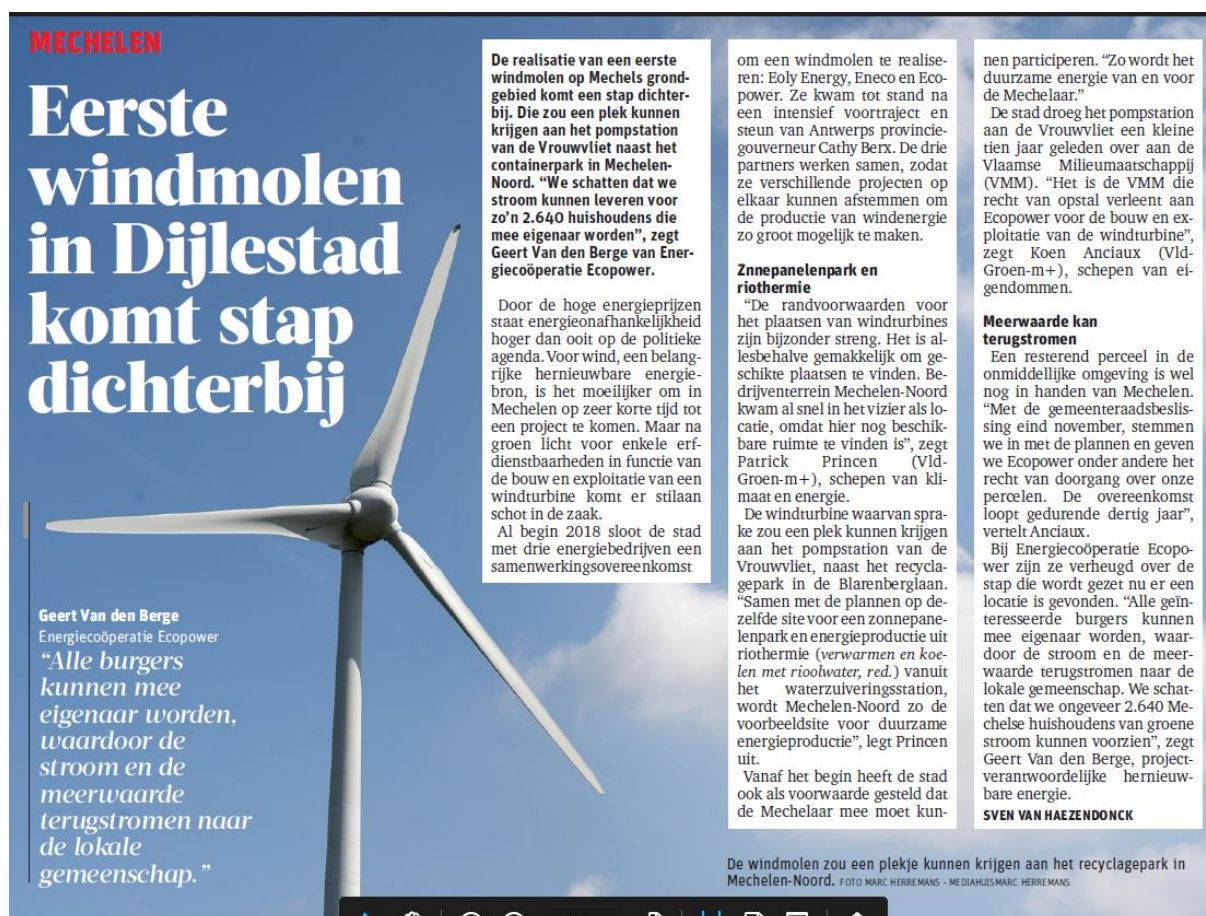 MECHELEN
Eerste
windmolen
in Dijlestad
komt stap
dichterbij
Geert Van den Berge
Energiecoöperatie Ecopower
“Alle burgers
kunnen mee
eigenaar worden,
waardoor de
stroom en de
meerwaarde
terugstromen naar
de lokale
gemeenschap.”
De realisatie van een eerste
windmolen op Mechels grond-
gebied komt een stap dichter-
bij. Die zou een plek kunnen
krijgen aan het pompstation
van de Vrouwvliet naast het
containerpark in Mechelen-
Noord. “We schatten dat we
stroom kunnen leveren voor
zo’n 2.640 huishoudens die
mee eigenaar worden”, zegt
Geert Van den Berge van Ener-
giecoöperatie Ecopower.
Door de hoge energieprijzen
staat energieonafhankelijkheid
hoger dan ooit op de politieke
agenda. Voor wind, een belang-
rijke hernieuwbare energie-
bron, is het moeilijker om in
Mechelen op zeer korte tijd tot
een project te komen. Maar na
groen licht voor enkele erf-
dienstbaarheden in functie van
de bouw en exploitatie van een
windturbine komt er stilaan
schot in de zaak.
Al begin 2018 sloot de stad
met drie energiebedrijven een
samenwerkingsovereenkomst
om een windmolen te realise-
ren: Eoly Energy, Eneco en Eco-
power. Ze kwam tot stand na
een intensief voortraject en
steun van Antwerps provincie-
gouverneur Cathy Berx. De drie
partners werken samen, zodat
ze verschillende projecten op
elkaar kunnen afstemmen om
de productie van windenergie
zo groot mogelijk te maken.
Znnepanelenpark en
riothermie
“De randvoorwaarden voor
het plaatsen van windturbines
zijn bijzonder streng. Het is al-
lesbehalve gemakkelijk om ge-
schikte plaatsen te vinden. Be-
drijventerrein Mechelen-Noord
kwam al snel in het vizier als lo-
catie, omdat hier nog beschik-
bare ruimte te vinden is”, zegt
Patrick Princen (Vld-
Groen-m+), schepen van kli-
maat en energie.
De windturbine waarvan spra-
ke zou een plek kunnen krijgen
aan het pompstation van de
Vrouwvliet, naast het recycla-
gepark in de Blarenberglaan.
“Samen met de plannen op de-
zelfde site voor een zonnepane-
lenpark en energieproductie uit
riothermie (verwarmen en koe-
len met rioolwater, red.) vanuit
het waterzuiveringsstation,
wordt Mechelen-Noord zo de
voorbeeldsite voor duurzame
energieproductie”, legt Princen
uit.
Vanaf het begin heeft de stad
ook als voorwaarde gesteld dat
de Mechelaar mee moet kun-
nen participeren. “Zo wordt het
duurzame energie van en voor
de Mechelaar.”
De stad droeg het pompstation
aan de Vrouwvliet een kleine
tien jaar geleden over aan de
Vlaamse Milieumaatschappij
(VMM). “Het is de VMM die
recht van opstal verleent aan
Ecopower voor de bouw en ex-
ploitatie van de windturbine”,
zegt Koen Anciaux (Vld-
Groen-m+), schepen van ei-
gendommen.
Meerwaarde kan
terugstromen
Een resterend perceel in de
onmiddellijke omgeving is wel
nog in handen van Mechelen.
“Met de gemeenteraadsbeslis-
sing eind november, stemmen
we in met de plannen en geven
we Ecopower onder andere het
recht van doorgang over onze
percelen. De overeenkomst
loopt gedurende dertig jaar”,
vertelt Anciaux.
Bij Energiecoöperatie Ecopo-
wer zijn ze verheugd over de
stap die wordt gezet nu er een
locatie is gevonden. “Alle geïn-
teresseerde burgers kunnen
mee eigenaar worden, waar-
door de stroom en de meer-
waarde terugstromen naar de
lokale gemeenschap. We schat-
ten dat we ongeveer 2.640 Me-
chelse huishoudens van groene
stroom kunnen voorzien”, zegt
Geert Van den Berge, project-
verantwoordelijke hernieuw-
bare energie.
SVEN VAN HAEZENDONCK
De windmolen zou een plekje kunnen krijgen aan het recyclagepark in
Mechelen-Noord. FOTO MARC HERREMANS - MEDIAHUISMARC HERREMANS